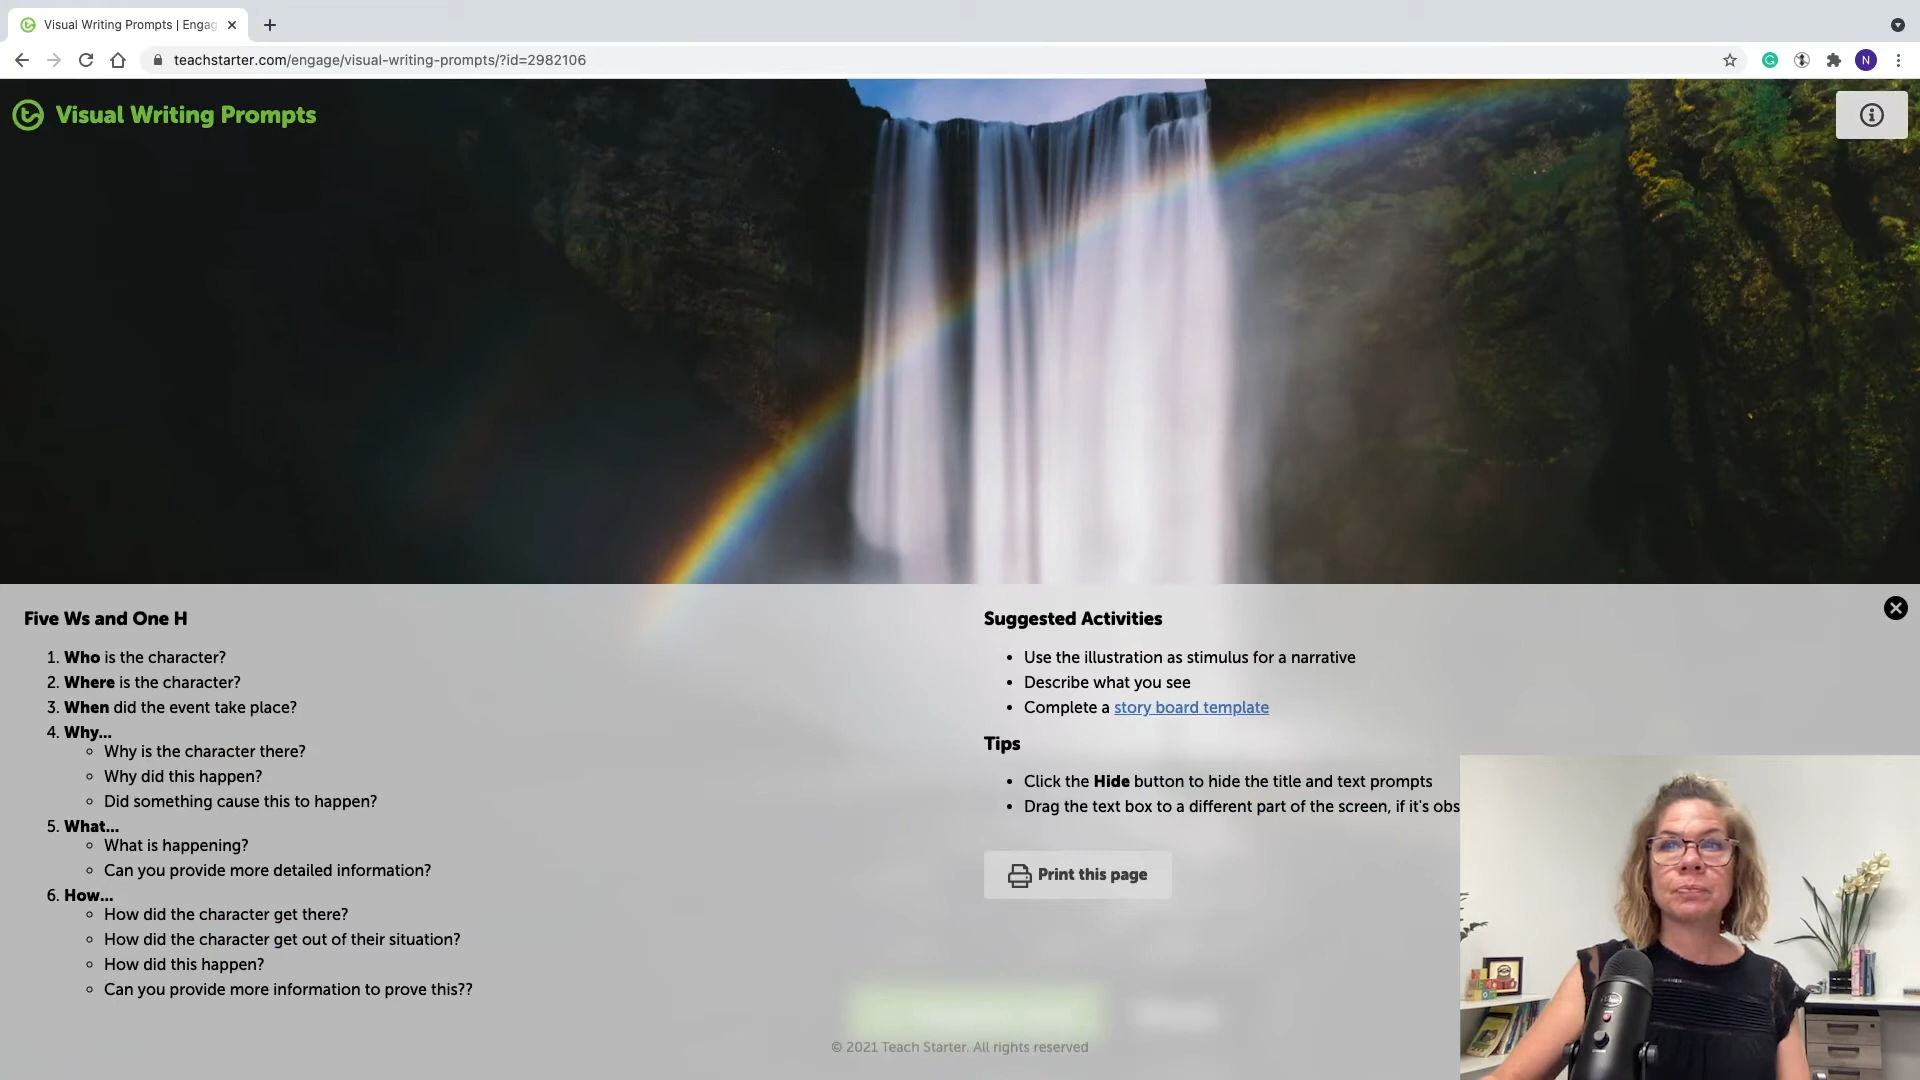 Visual Writing Prompts | Engag
teachstarter.com/engage/visual-writing-prompts/?id=2982106
N
Visual Writing Prompts
Five Ws and One H
1. Who is the character?
2. Where is the character?
3. When did the event take place?
4. Why...
Why is the character there?
Why did this happen?
Did something cause this to happen?
5. What...
What is happening?
Can you provide more detailed information?
6. How...
How did the character get there?
How did the character get out of their situation?
How did this happen?
Can you provide more information to prove this??
Suggested Activities
Use the illustration as stimulus for a narrative
Describe what you see
Complete a story board template
Tips
Click the Hide button to hide the title and text prompts
Drag the text box to a different part of the screen, if it's obs
Print this page
© 2021 Teach Starter. All rights reserved